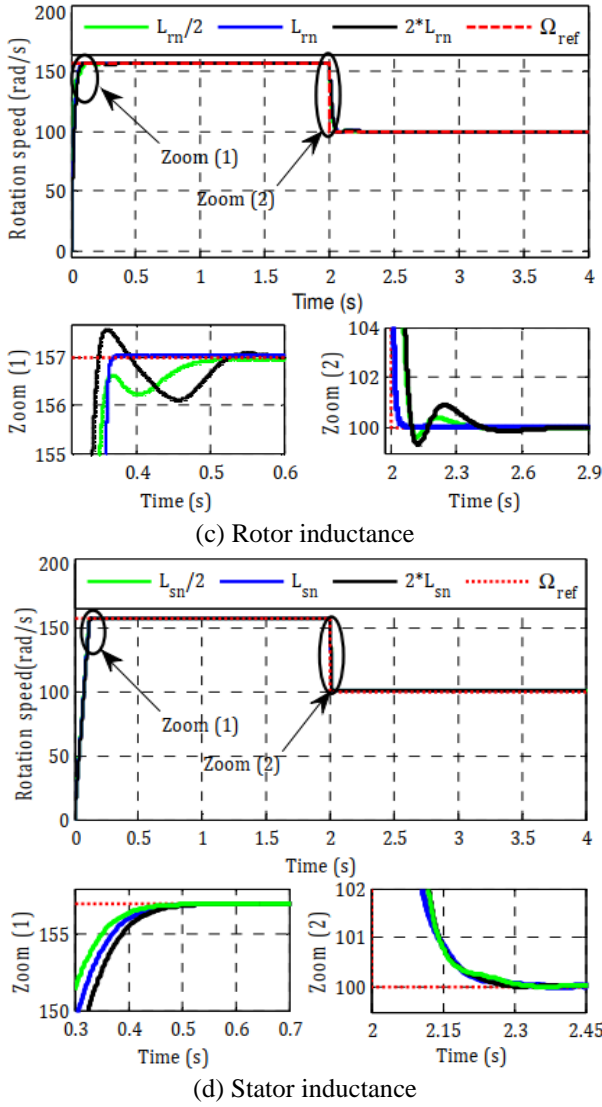 L_rn/2 L_rn 2*L_rn Ω_ref
Rotation speed (rad/s)
200
150
100
50
0
Zoom (1)
Zoom (2)
0 0.5 1 1.5 2 2.5 3 3.5 4
Time (s)
Zoom (1)
157
156
155
0.4 0.5 0.6
Time (s)
Zoom (2)
104
102
100
2 2.3 2.6 2.9
Time (s)
(c) Rotor inductance
L_sn/2 L_sn 2*L_sn Ω_ref
Rotation speed(rad/s)
200
150
100
50
0
Zoom (1)
Zoom (2)
0 0.5 1 1.5 2 2.5 3 3.5 4
Time (s)
Zoom (1)
155
150
0.3 0.4 0.5 0.6 0.7
Time (s)
Zoom (2)
102
101
100
2 2.15 2.3 2.45
Time (s)
(d) Stator inductance